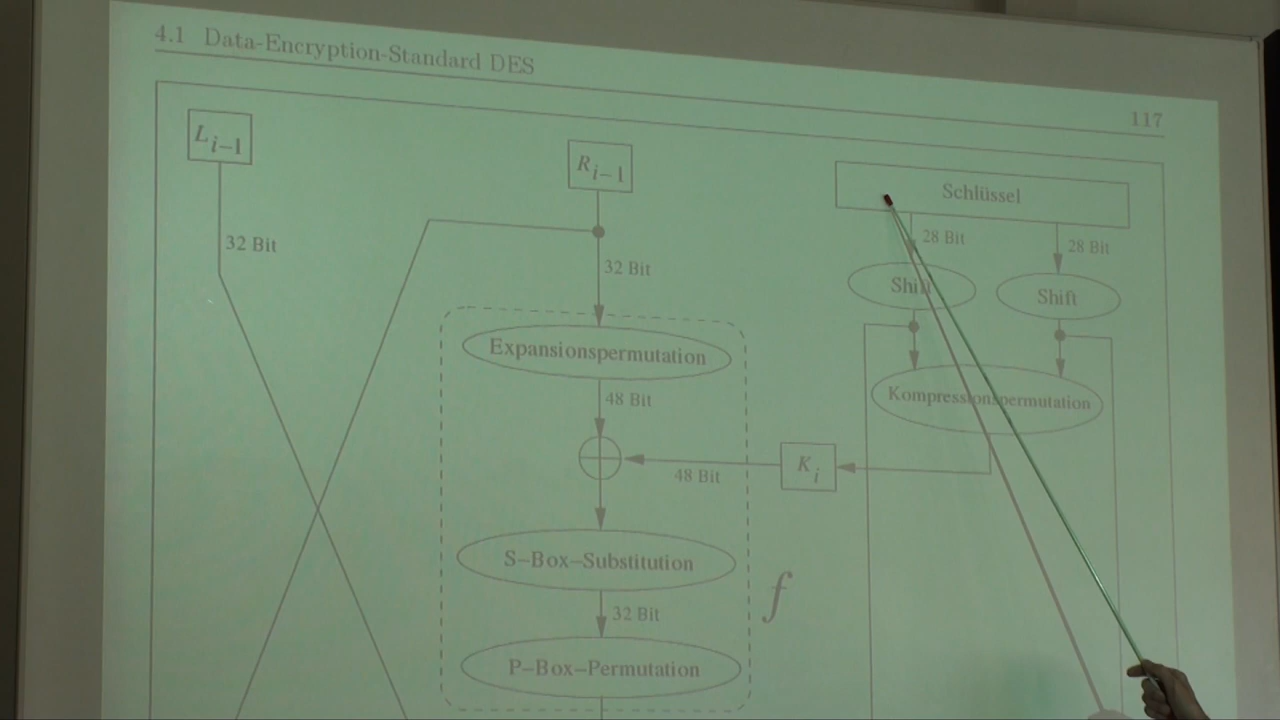 4.1 Data-Encryption-Standard DES
117
L i–1
R i–1
Schlüssel
32 Bit
32 Bit
28 Bit
28 Bit
Shift
Shift
Expansionspermutation
48 Bit
Kompressionspermutation
48 Bit
K i
S–Box–Substitution
f
32 Bit
P–Box–Permutation